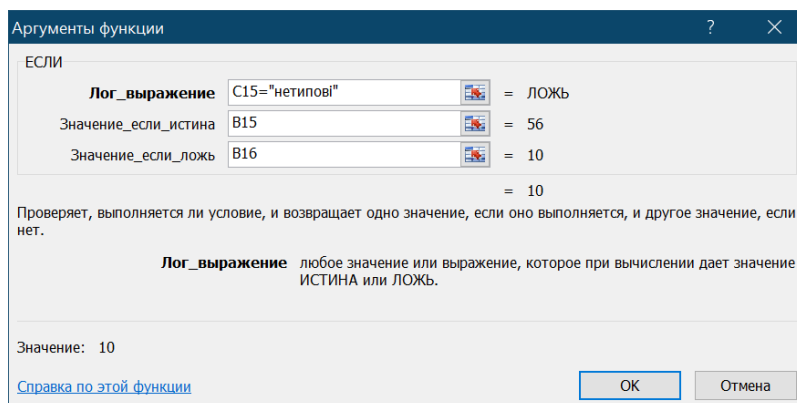 Аргументы функции ? ×
ЕСЛИ
Лог_выражение C15="нетипові" = ЛОЖЬ
Значение_если_истина B15 = 56
Значение_если_ложь B16 = 10
= 10
Проверяет, выполняется ли условие, и возвращает одно значение, если оно выполняется, и другое значение, если
нет.
Лог_выражение любое значение или выражение, которое при вычислении дает значение
ИСТИНА или ЛОЖЬ.
Значение: 10
Справка по этой функции OK Отмена